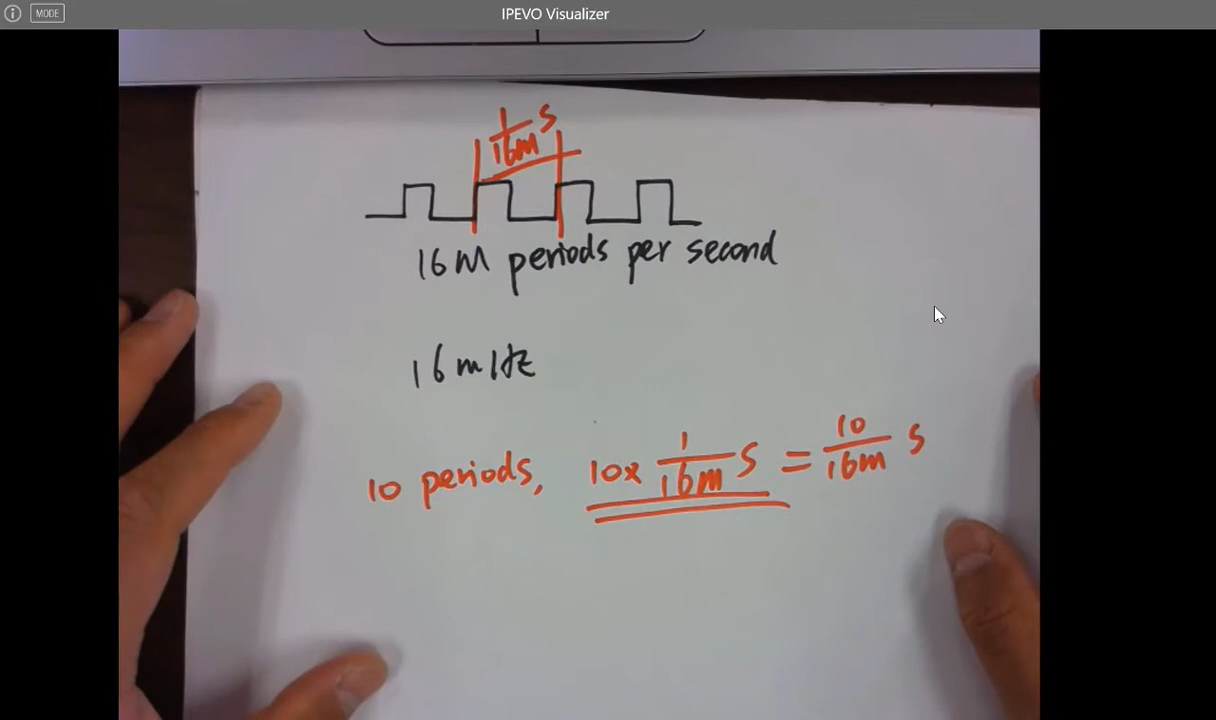 MODE
IPEVO Visualizer
1/16m s
16M periods per second
16mHz
10 periods, 10x 1/16m s = 10/16m s